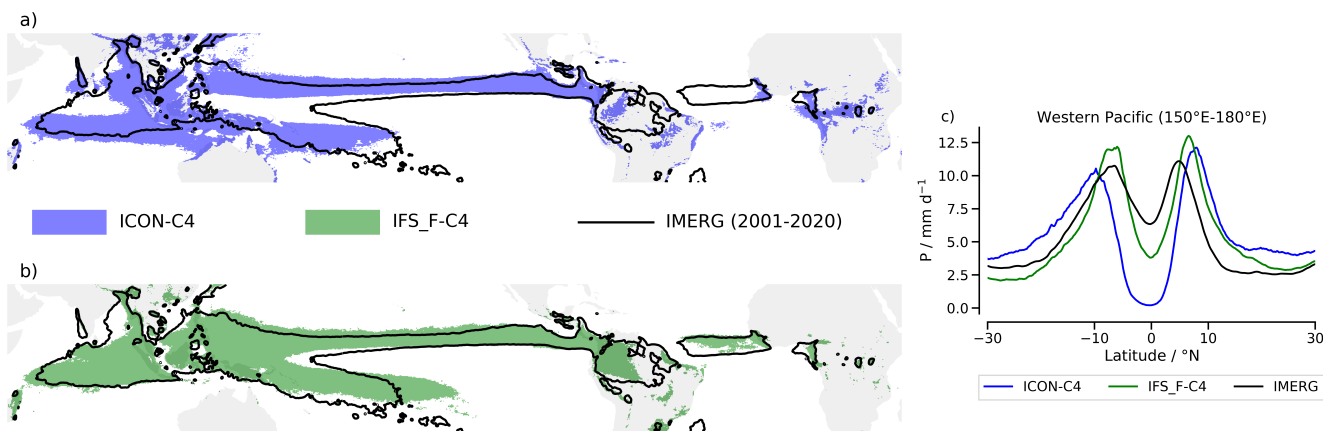 a)
ICON-C4
IFS_F-C4
IMERG (2001-2020)
b)
c)
Western Pacific (150°E-180°E)
P / mm d⁻¹
12.5
10.0
7.5
5.0
2.5
0.0
−30
−10
0
10
30
Latitude / °N
ICON-C4
IFS_F-C4
IMERG